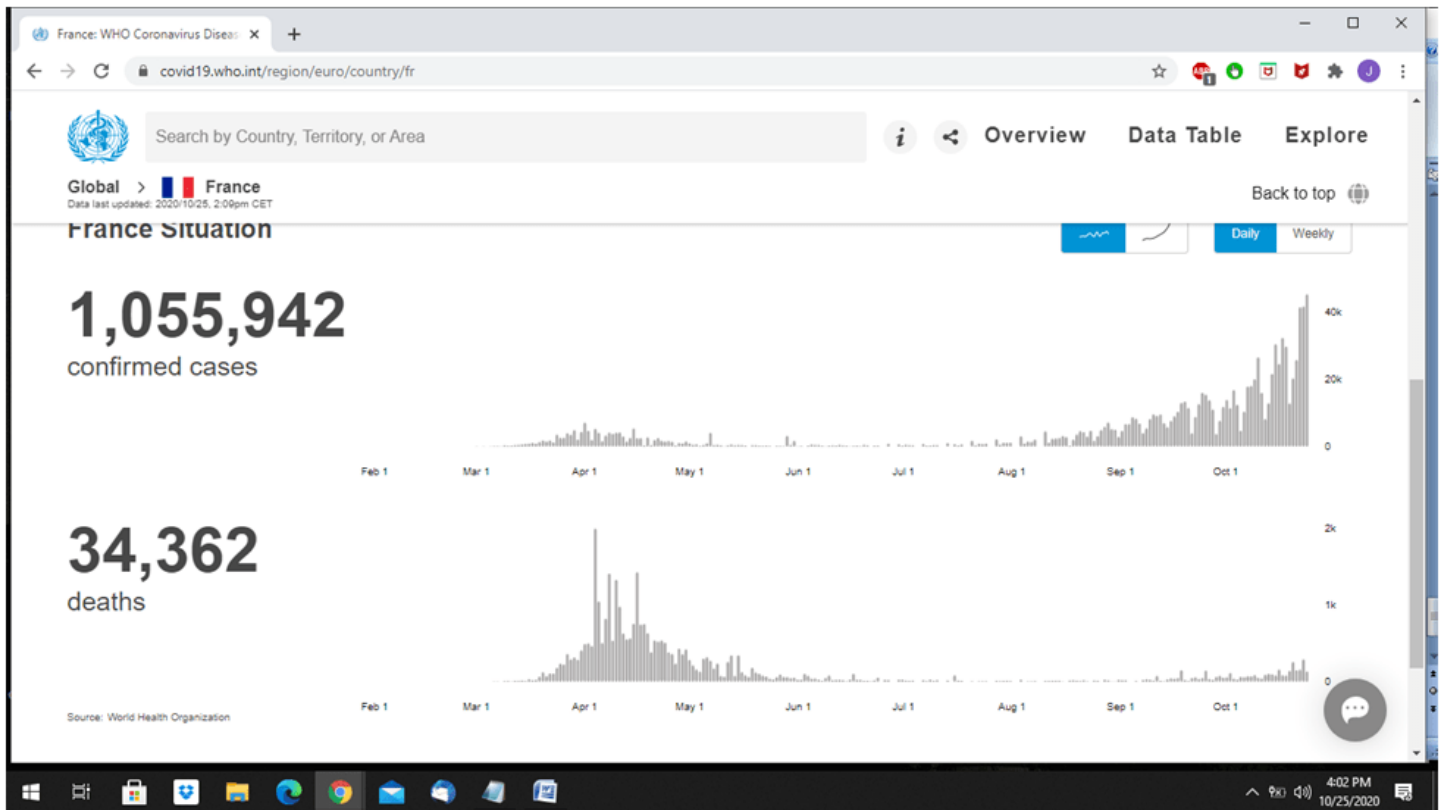 France: WHO Coronavirus Diseas
covid19.who.int/region/euro/country/fr
ABP
1
J
Search by Country, Territory, or Area
i
Overview
Data Table
Explore
Global > France
Data last updated: 2020/10/25, 2:09pm CET
Back to top
France Situation
Daily
Weekly
1,055,942
confirmed cases
40k
20k
0
Feb 1 Mar 1 Apr 1 May 1 Jun 1 Jul 1 Aug 1 Sep 1 Oct 1
34,362
deaths
2k
1k
0
Feb 1 Mar 1 Apr 1 May 1 Jun 1 Jul 1 Aug 1 Sep 1 Oct 1
Source: World Health Organization
4:02 PM
10/25/2020